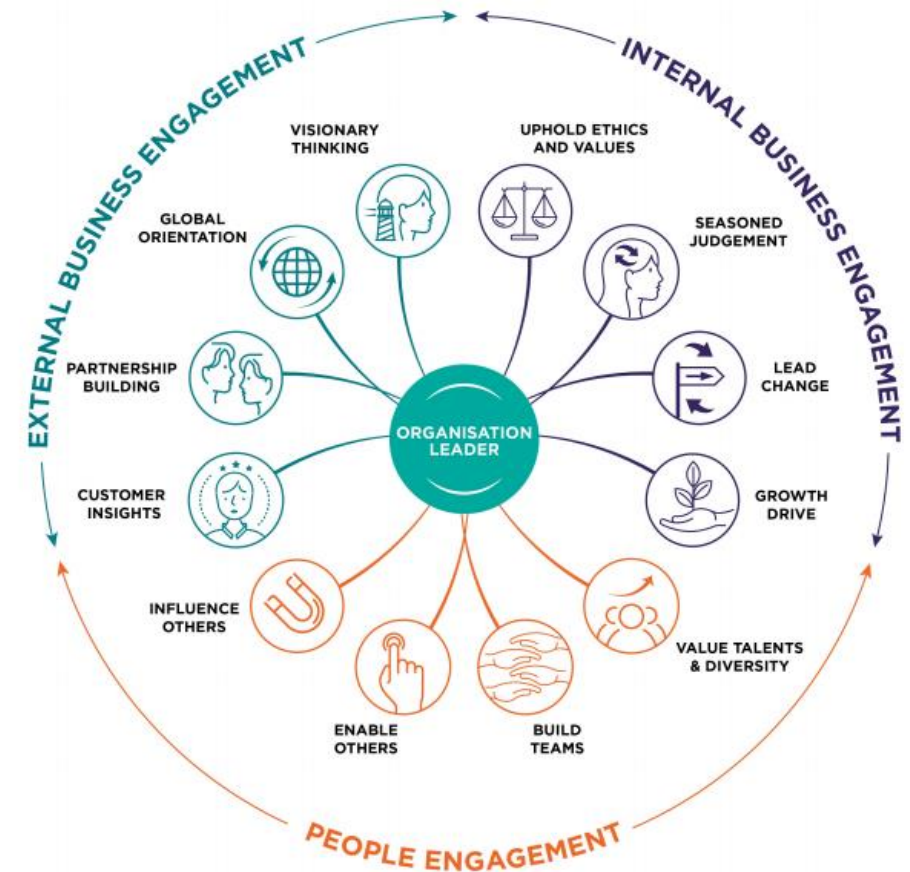 EXTERNAL BUSINESS ENGAGEMENT
INTERNAL BUSINESS ENGAGEMENT
VISIONARY
THINKING
UPHOLD ETHICS
AND VALUES
GLOBAL
ORIENTATION
SEASONED
JUDGEMENT
PARTNERSHIP
BUILDING
LEAD
CHANGE
ORGANISATION
LEADER
CUSTOMER
INSIGHTS
GROWTH
DRIVE
INFLUENCE
OTHERS
VALUE TALENTS
& DIVERSITY
ENABLE
OTHERS
BUILD
TEAMS
PEOPLE ENGAGEMENT